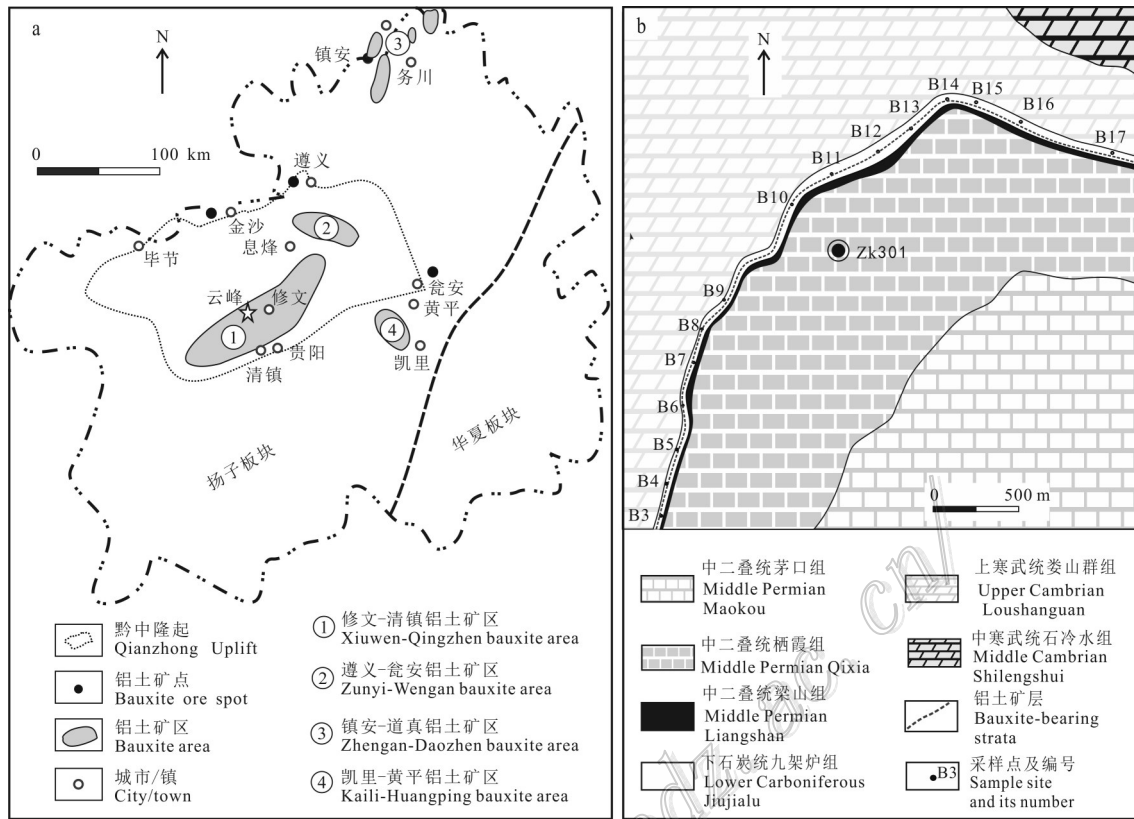 a
N
0 100 km
镇安
3
务川
遵义
金沙
息烽
2
毕节
云峰
修文
瓮安
黄平
1
4
贵阳
清镇
凯里
扬子板块
华夏板块
黔中隆起
Qianzhong Uplift
铝土矿点
Bauxite ore spot
铝土矿区
Bauxite area
城市/镇
City/town
1 修文-清镇铝土矿区
Xiuwen-Qingzhen bauxite area
2 遵义-瓮安铝土矿区
Zunyi-Wengan bauxite area
3 镇安-道真铝土矿区
Zhengan-Daozhen bauxite area
4 凯里-黄平铝土矿区
Kaili-Huangping bauxite area
b
N
B14
B15
B13
B16
B12
B17
B11
B10
Zk301
B9
B8
B7
B6
B5
B4
B3
0 500 m
中二叠统茅口组
Middle Permian
Maokou
中二叠统栖霞组
Middle Permian Qixia
中二叠统梁山组
Middle Permian
Liangshan
下石炭统九架炉组
Lower Carboniferous
Jiujialu
上寒武统娄山群组
Upper Cambrian
Loushanguan
中寒武统石冷水组
Middle Cambrian
Shilengshui
铝土矿层
Bauxite-bearing
strata
B3
采样点及编号
Sample site
and its number